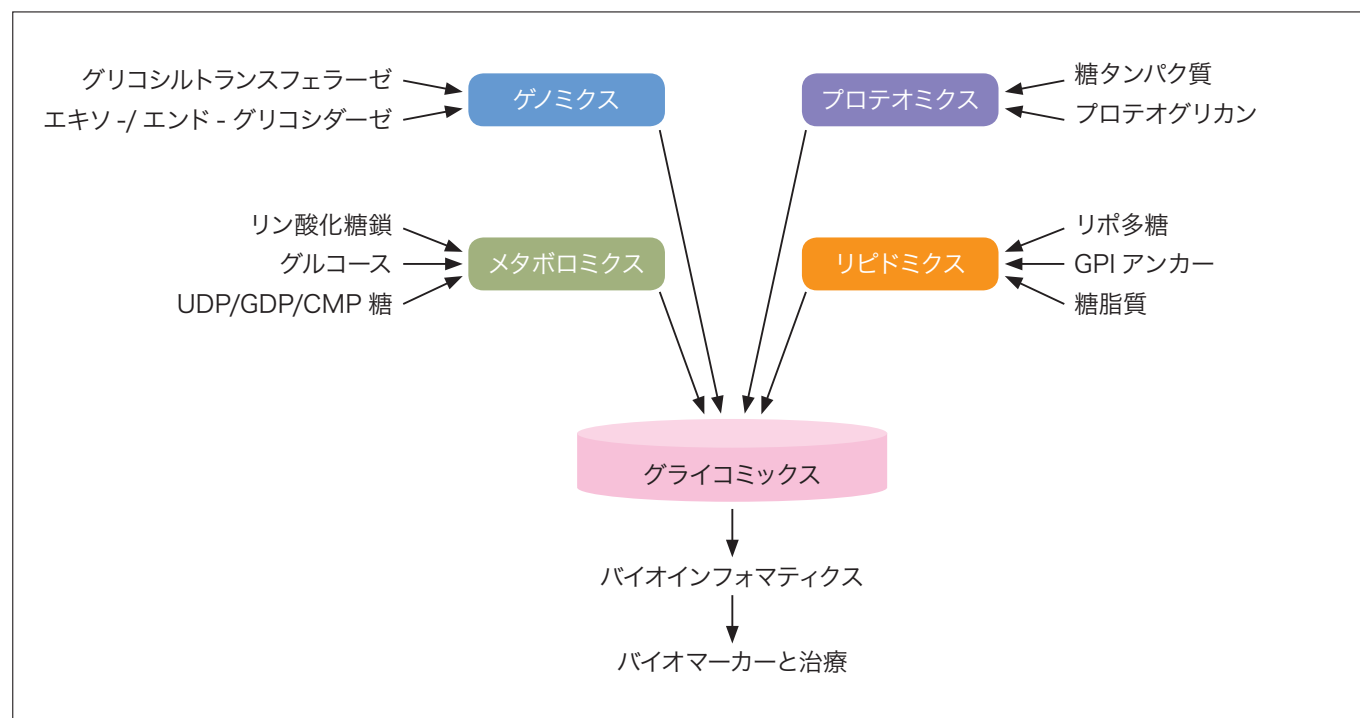 グリコシルトランスフェラーゼ
エキソ -/ エンド - グリコシダーゼ
ゲノミクス
プロテオミクス
糖タンパク質
プロテオグリカン
リン酸化糖鎖
グルコース
UDP/GDP/CMP 糖
メタボロミクス
リピドミクス
リポ多糖
GPI アンカー
糖脂質
グライコミックス
バイオインフォマティクス
バイオマーカーと治療